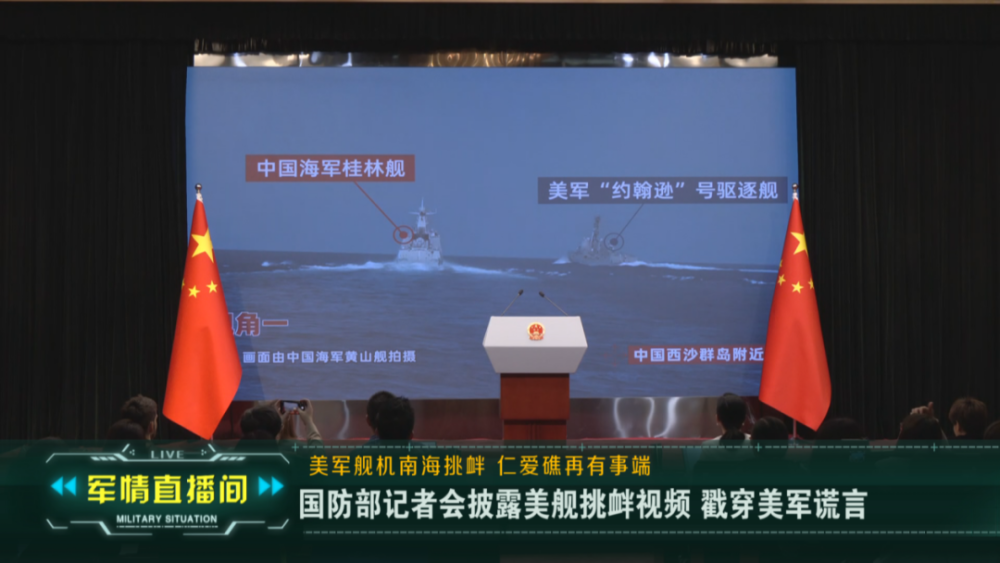 中国海军桂林舰
美军“约翰逊”号驱逐舰
角一
画面由中国海军黄山舰拍摄
中国西沙群岛附近
LIVE
军情直播间
MILITARY SITUATION
美军舰机南海挑衅 仁爱礁再有事端
国防部记者会披露美舰挑衅视频 戳穿美军谎言